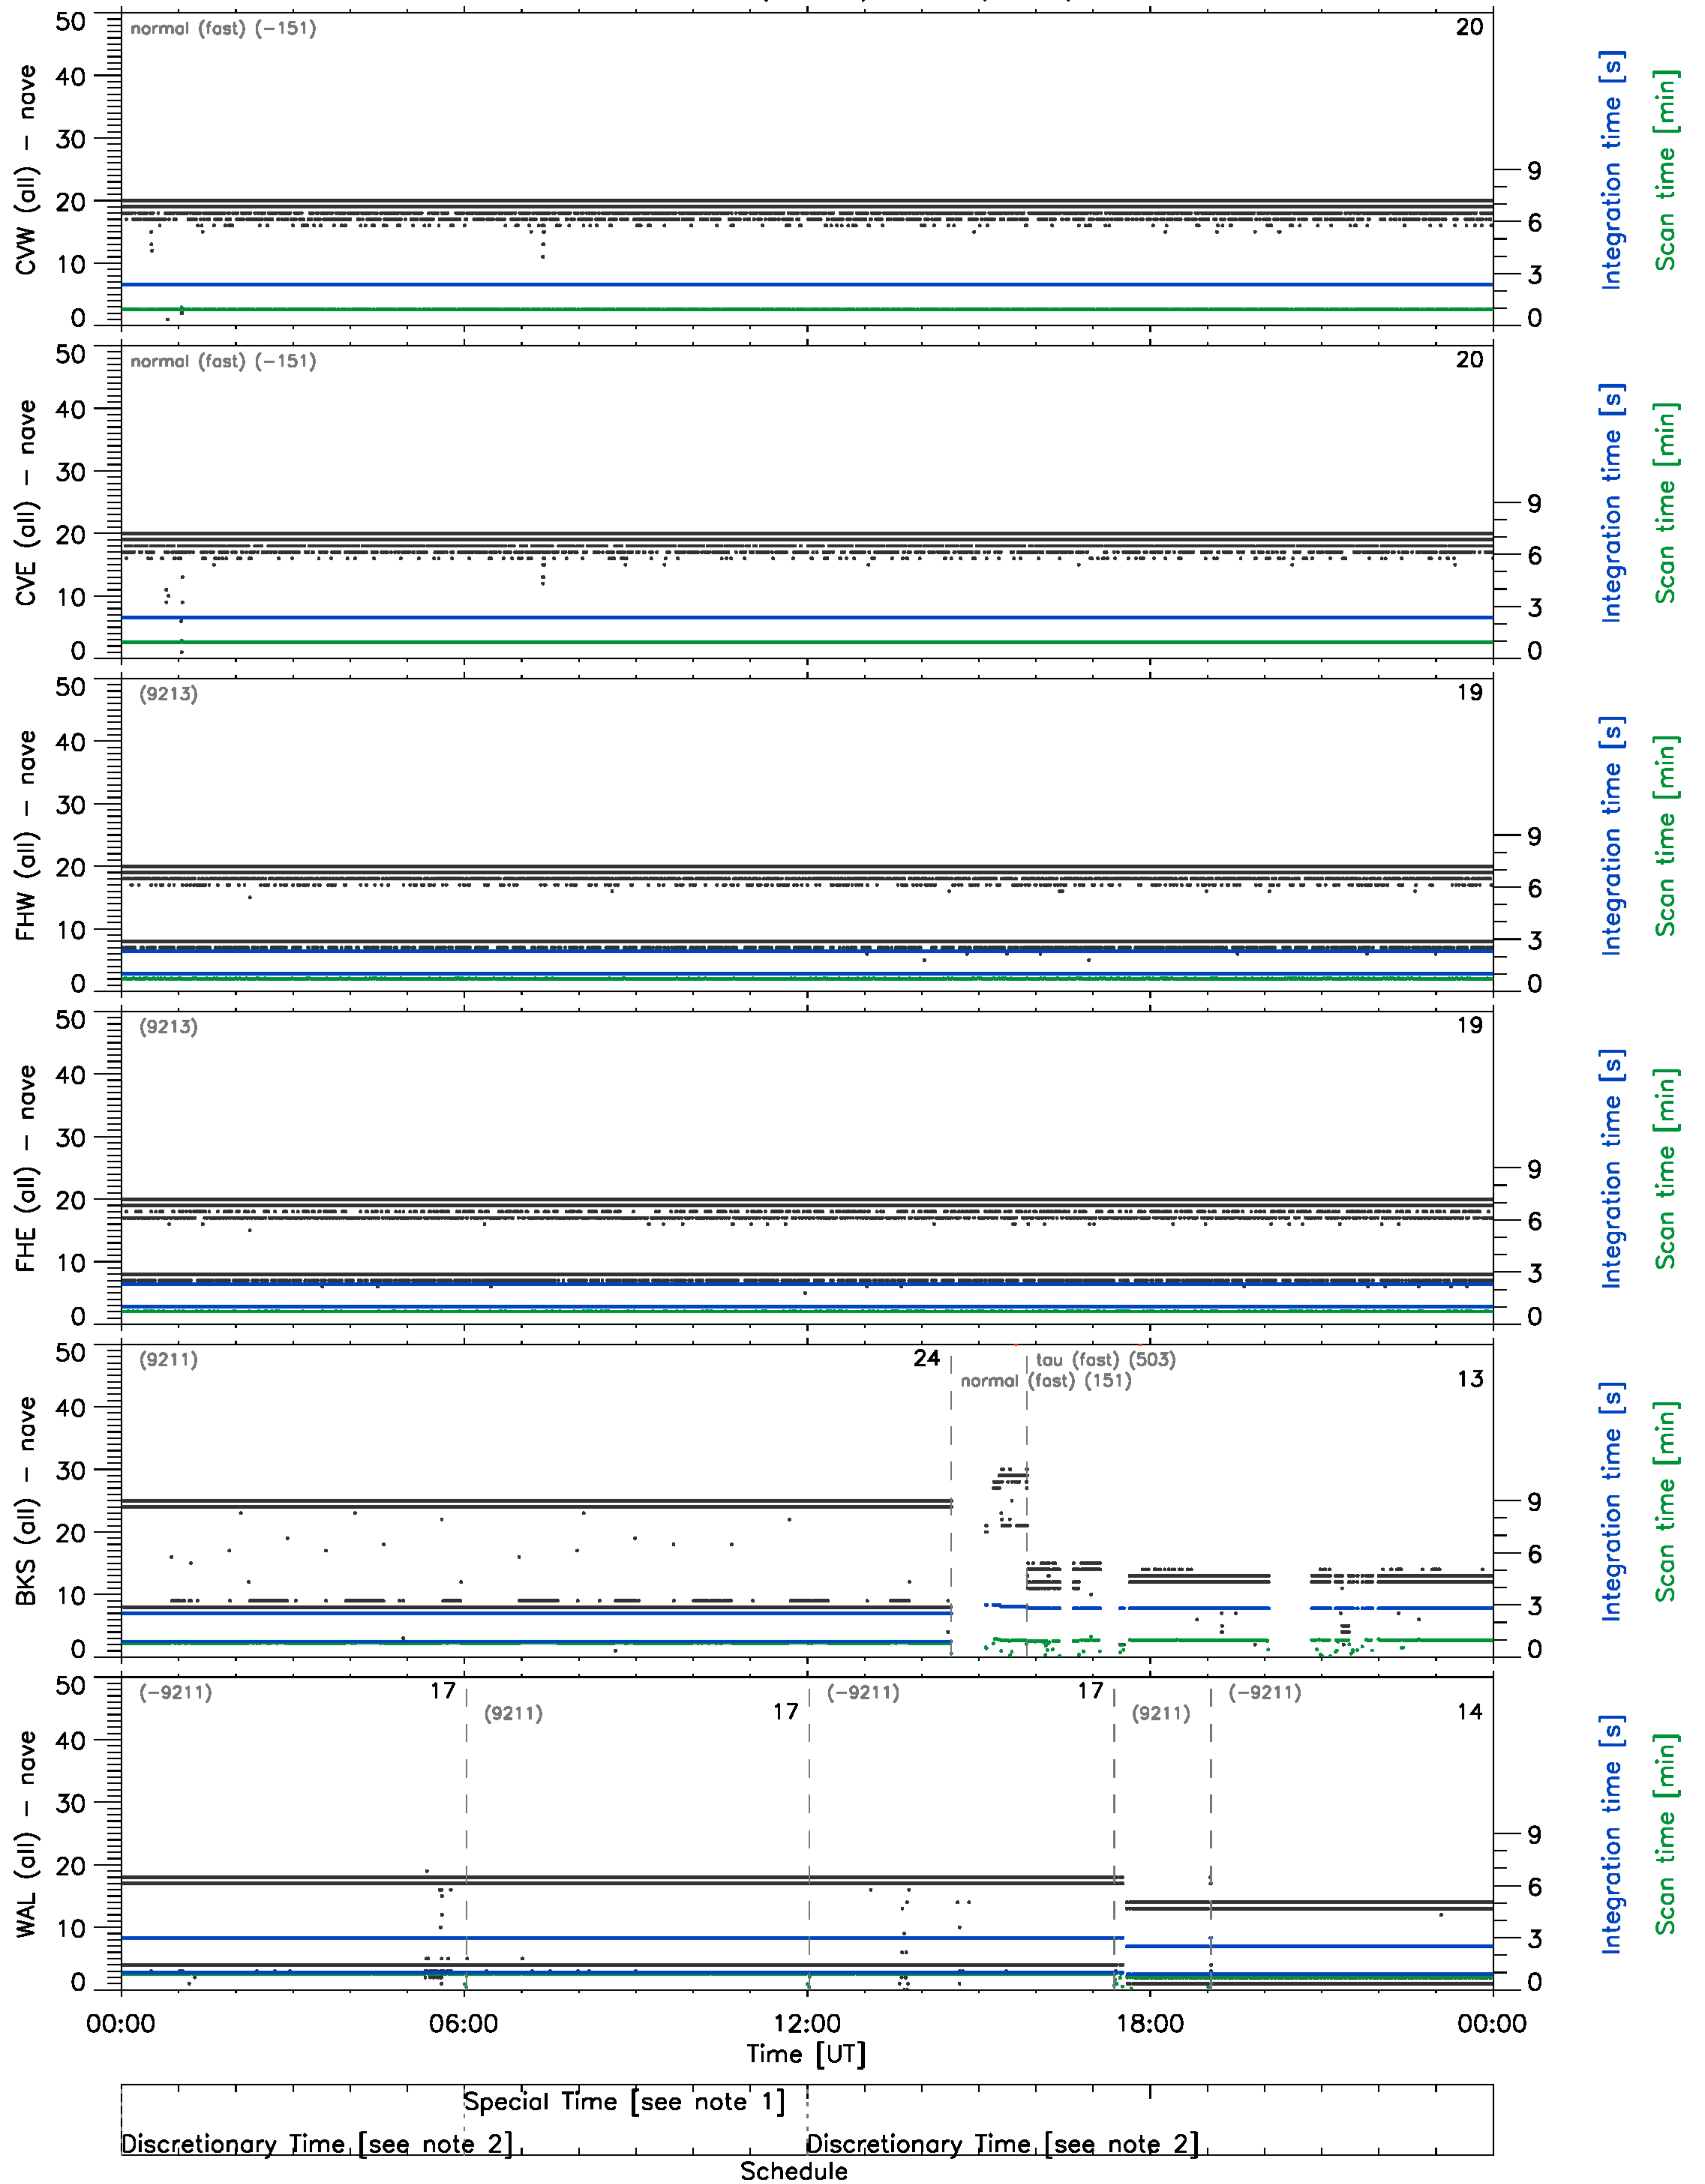 50 normal (fast) (-151) 20
40
30
20
10
0
9
6
3
0
CVW (all) - nave
Integration time [s]
Scan time [min]
50 normal (fast) (-151) 20
40
30
20
10
0
9
6
3
0
CVE (all) - nave
Integration time [s]
Scan time [min]
50 (9213) 19
40
30
20
10
0
9
6
3
0
FHW (all) - nave
Integration time [s]
Scan time [min]
50 (9213) 19
40
30
20
10
0
9
6
3
0
FHE (all) - nave
Integration time [s]
Scan time [min]
50 (9211) 24 tau (fast) (503)
normal (fast) (151) 13
40
30
20
10
0
9
6
3
0
BKS (all) - nave
Integration time [s]
Scan time [min]
50 (-9211) 17 (-9211) 17 (-9211)
(9211) 17 (9211) 14
40
30
20
10
0
9
6
3
0
WAL (all) - nave
Integration time [s]
Scan time [min]
00:00 06:00 12:00 18:00 00:00
Time [UT]
Special Time [see note 1]
Discretionary Time [see note 2] Discretionary Time [see note 2]
Schedule